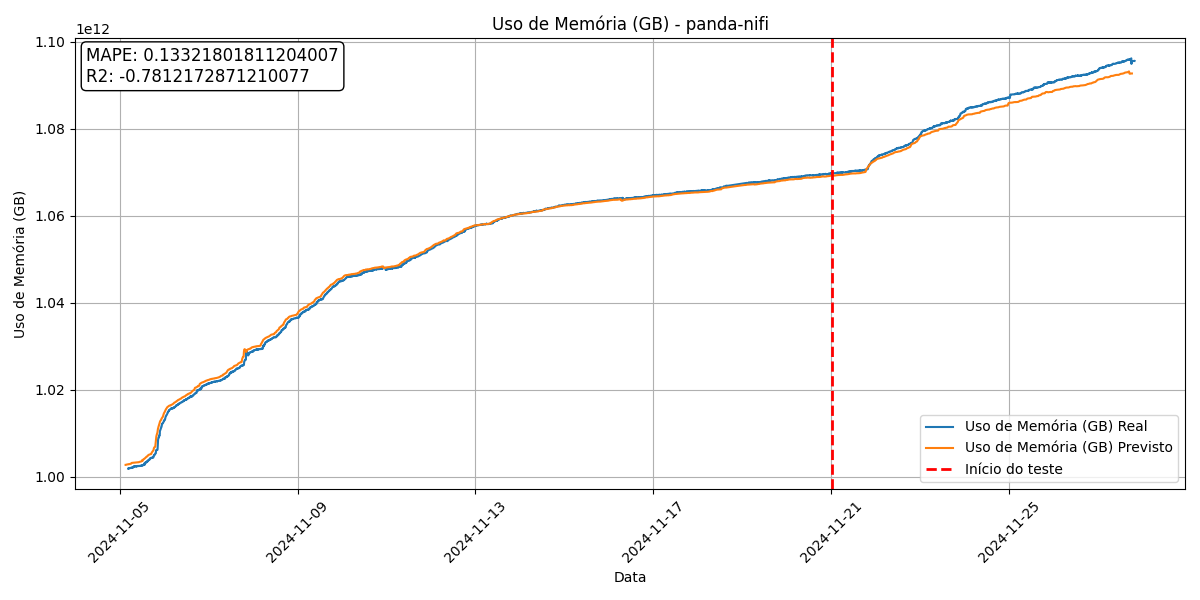 Uso de Memória (GB) - panda-nifi
1e12
MAPE: 0.13321801811204007
R2: -0.7812172871210077
1.10
1.08
1.06
1.04
1.02
1.00
Uso de Memória (GB)
Uso de Memória (GB) Real
Uso de Memória (GB) Previsto
Início do teste
2024-11-05
2024-11-09
2024-11-13
2024-11-17
2024-11-21
2024-11-25
Data